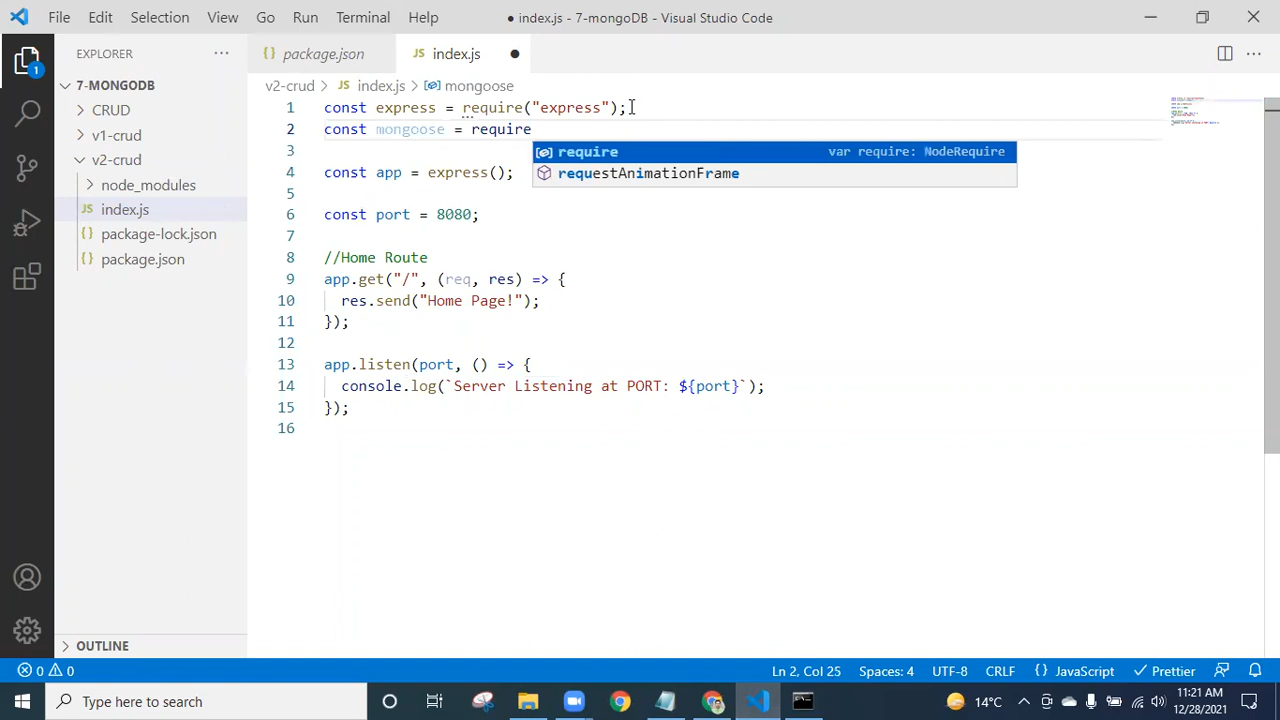 File Edit Selection View Go Run Terminal Help ● index.js - 7-mongoDB - Visual Studio Code
EXPLORER ··· {} package.json JS index.js ●
7-MONGODB
CRUD
v1-crud
v2-crud
node_modules
JS index.js
{} package-lock.json
{} package.json
OUTLINE
1
v2-crud > JS index.js > mongoose
1 const express = require("express");
2 const mongoose = require
3
4 const app = express();
5
6 const port = 8080;
7
8 //Home Route
9 app.get("/", (req, res) => {
10 res.send("Home Page!");
11 });
12
13 app.listen(port, () => {
14 console.log(`Server Listening at PORT: ${port}`);
15 });
16
require var require: NodeRequire
requestAnimationFrame
0 0 Ln 2, Col 25 Spaces: 4 UTF-8 CRLF {} JavaScript Prettier
Type here to search 14°C 11:21 AM
12/28/2021